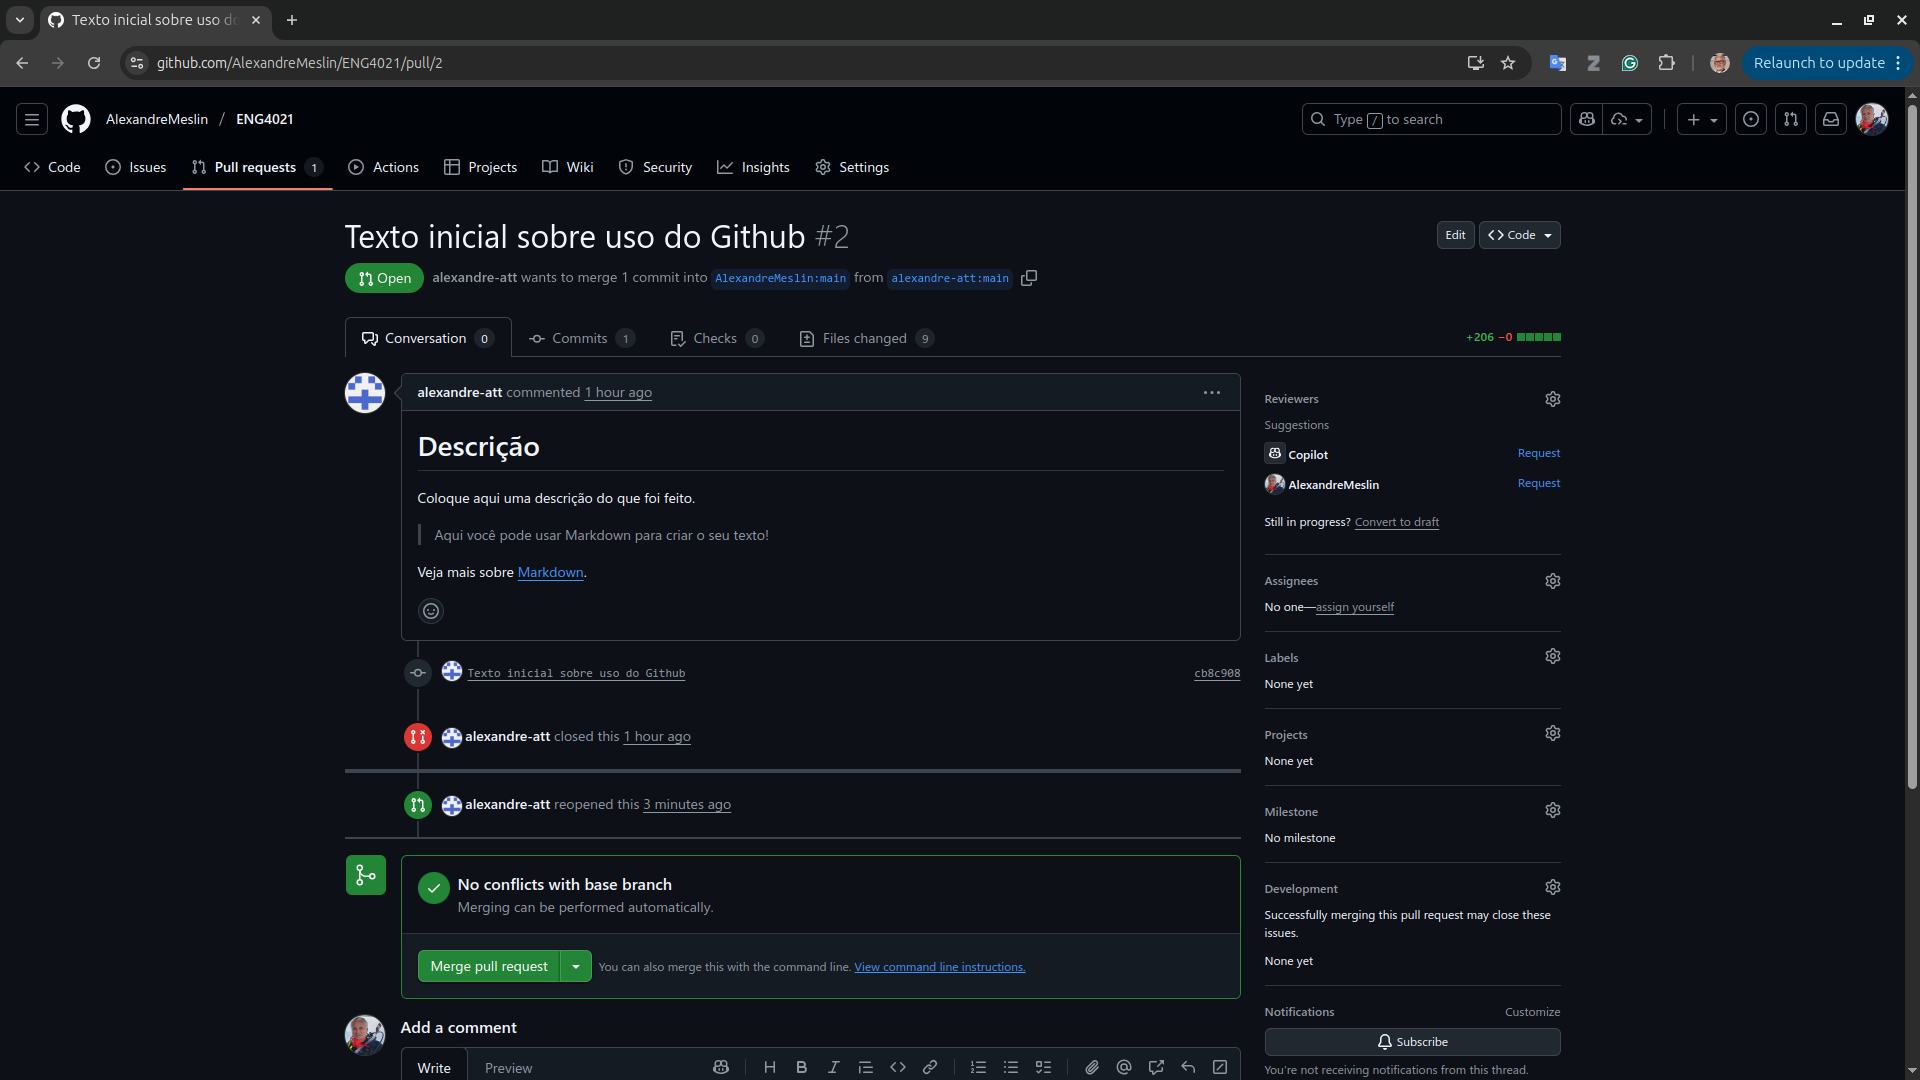 Texto inicial sobre uso do
github.com/AlexandreMeslin/ENG4021/pull/2
Relaunch to update
AlexandreMeslin / ENG4021
Type / to search
Code
Issues
Pull requests 1
Actions
Projects
Wiki
Security
Insights
Settings
Texto inicial sobre uso do Github #2
Edit
Code
Open
alexandre-att wants to merge 1 commit into AlexandreMeslin:main from alexandre-att:main
Conversation 0
Commits 1
Checks 0
Files changed 9
+206 −0
alexandre-att commented 1 hour ago
Descrição
Coloque aqui uma descrição do que foi feito.
Aqui você pode usar Markdown para criar o seu texto!
Veja mais sobre Markdown.
Texto inicial sobre uso do Github
cb8c908
alexandre-att closed this 1 hour ago
alexandre-att reopened this 3 minutes ago
No conflicts with base branch
Merging can be performed automatically.
Merge pull request
You can also merge this with the command line. View command line instructions.
Add a comment
Write
Preview
Reviewers
Suggestions
Copilot
Request
AlexandreMeslin
Request
Still in progress? Convert to draft
Assignees
No one—assign yourself
Labels
None yet
Projects
None yet
Milestone
No milestone
Development
Successfully merging this pull request may close these
issues.
None yet
Notifications
Customize
Subscribe
You're not receiving notifications from this thread.